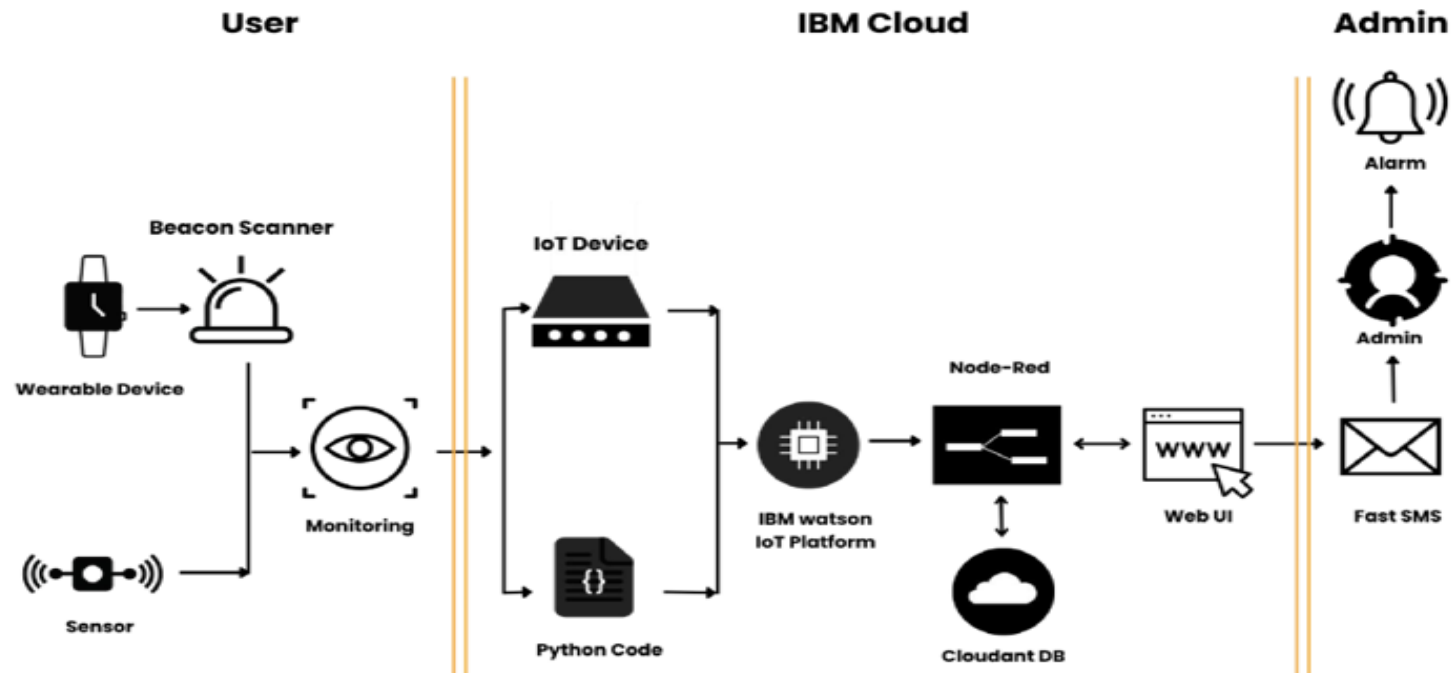 User
IBM Cloud
Admin
Alarm
Beacon Scanner
IoT Device
Admin
Wearable Device
Node-Red
WWW
Monitoring
IBM watson
IoT Platform
Web UI
Fast SMS
{}
Sensor
Python Code
Cloudant DB